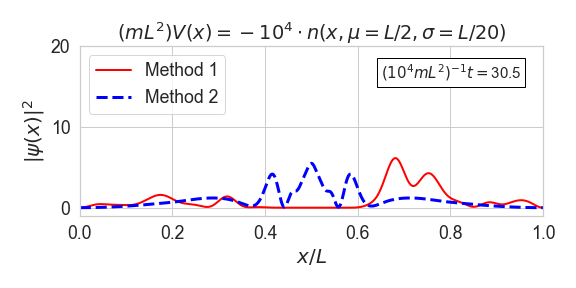 (mL²)V(x) = −10⁴ · n(x, μ = L/2, σ = L/20)
20
10
0
|ψ(x)|²
Method 1
Method 2
(10⁴mL²)⁻¹t = 30.5
0.0 0.2 0.4 0.6 0.8 1.0
x/L